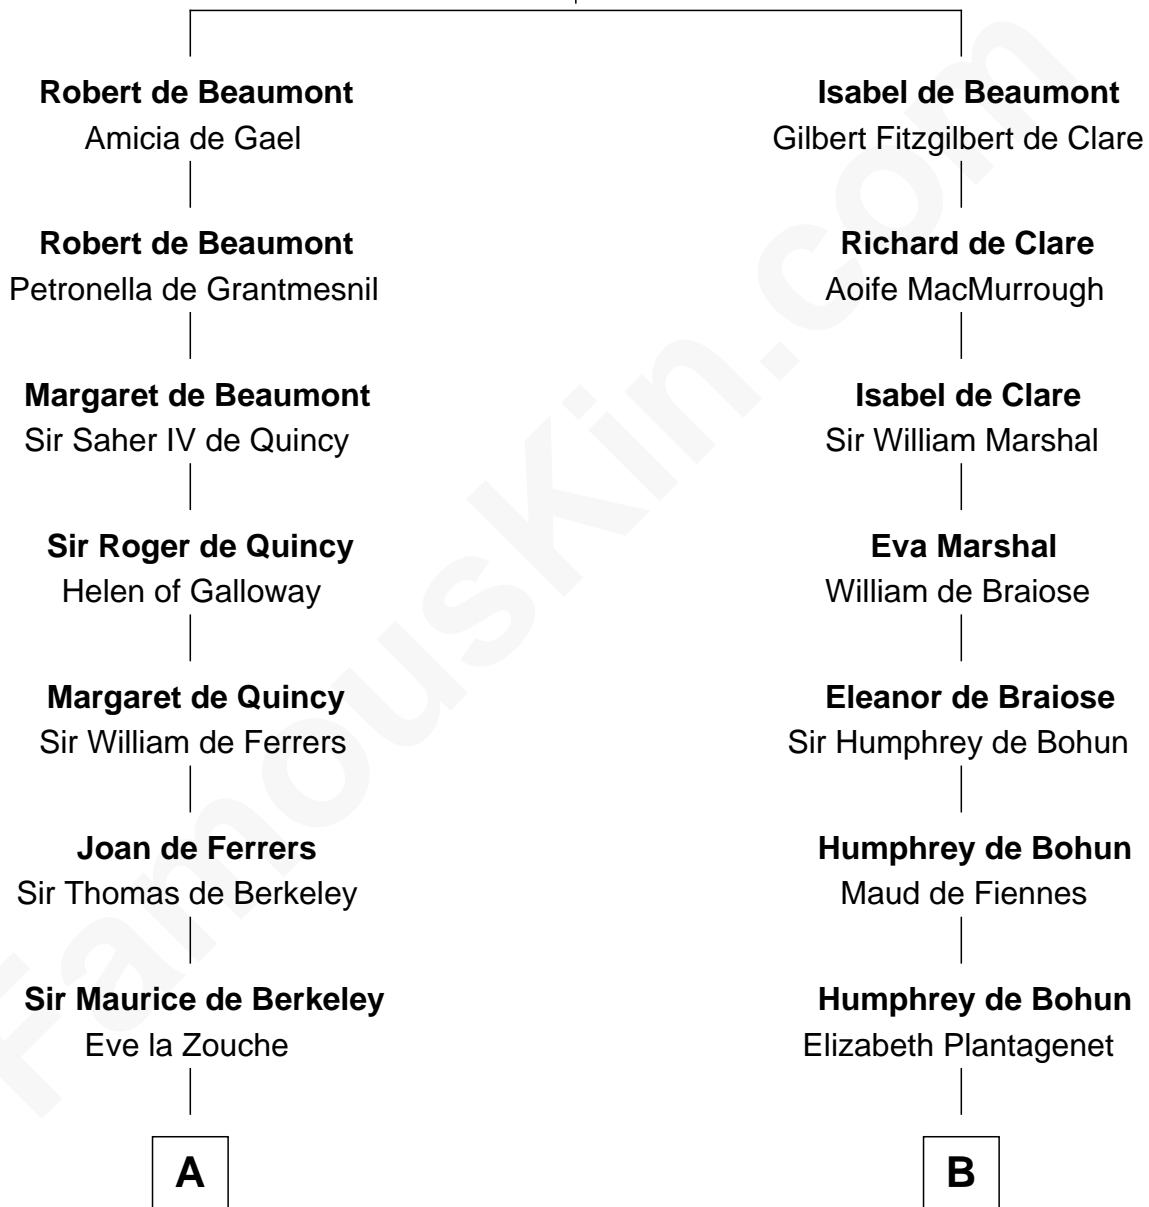 Robert de Beaumont
Amicia de Gael
Robert de Beaumont
Petronella de Grantmesnil
Margaret de Beaumont
Sir Saher IV de Quincy
Sir Roger de Quincy
Helen of Galloway
Margaret de Quincy
Sir William de Ferrers
Joan de Ferrers
Sir Thomas de Berkeley
Sir Maurice de Berkeley
Eve la Zouche
A
Isabel de Beaumont
Gilbert Fitzgilbert de Clare
Richard de Clare
Aoife MacMurrough
Isabel de Clare
Sir William Marshal
Eva Marshal
William de Braiose
Eleanor de Braiose
Sir Humphrey de Bohun
Humphrey de Bohun
Maud de Fiennes
Humphrey de Bohun
Elizabeth Plantagenet
B
FamousKin.com